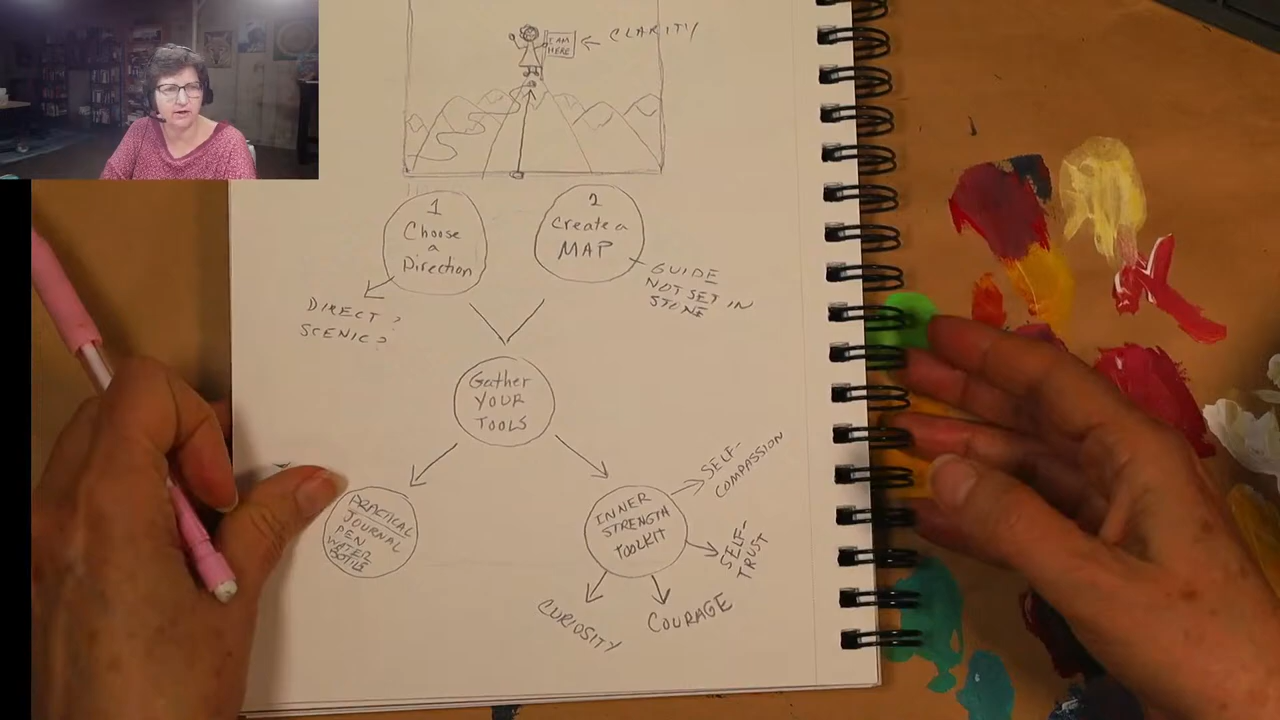 I AM
HERE
CLARITY
1
Choose
a
Direction
2
Create a
MAP
DIRECT?
SCENIC?
GUIDE
NOT SET IN
STONE
Gather
YOUR
TOOLS
PRACTICAL
JOURNAL
PEN
WATER
BOTTLE
INNER
STRENGTH
TOOLKIT
SELF-
COMPASSION
SELF-
TRUST
COURAGE
CURIOSITY